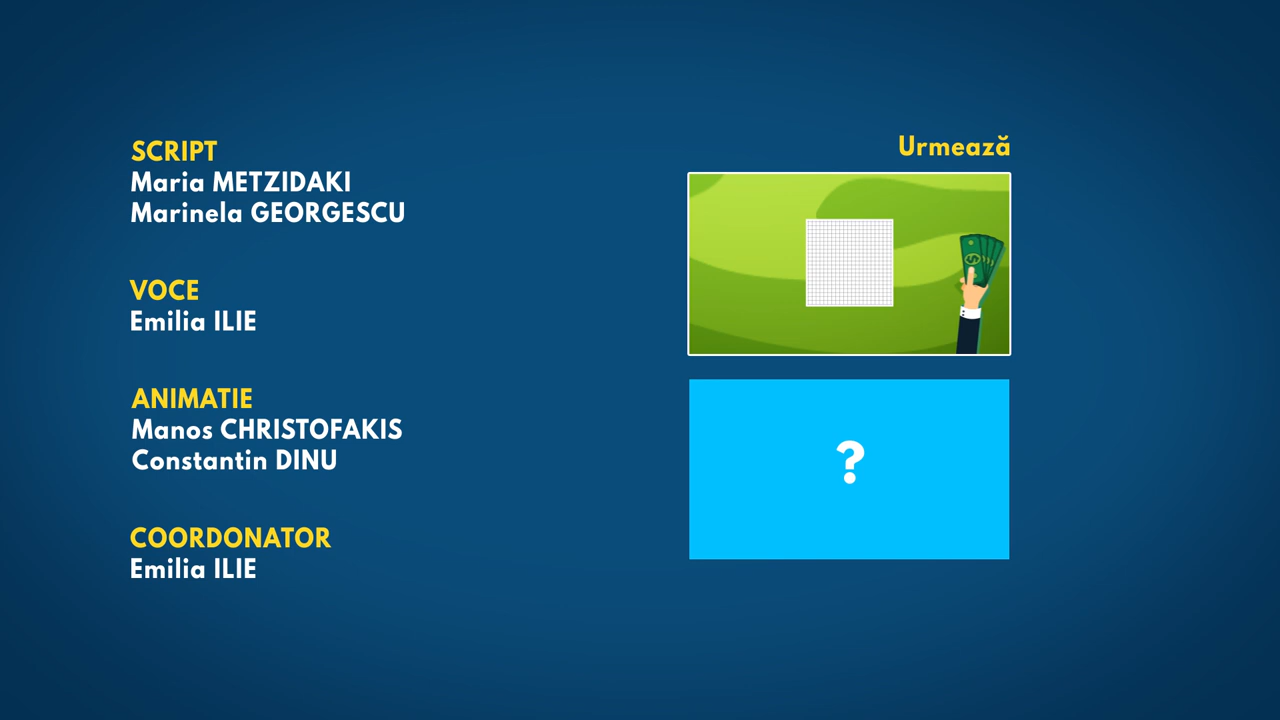 SCRIPT
Maria METZIDAKI
Marinela GEORGESCU
VOCE
Emilia ILIE
ANIMATIE
Manos CHRISTOFAKIS
Constantin DINU
COORDONATOR
Emilia ILIE
Urmează
?